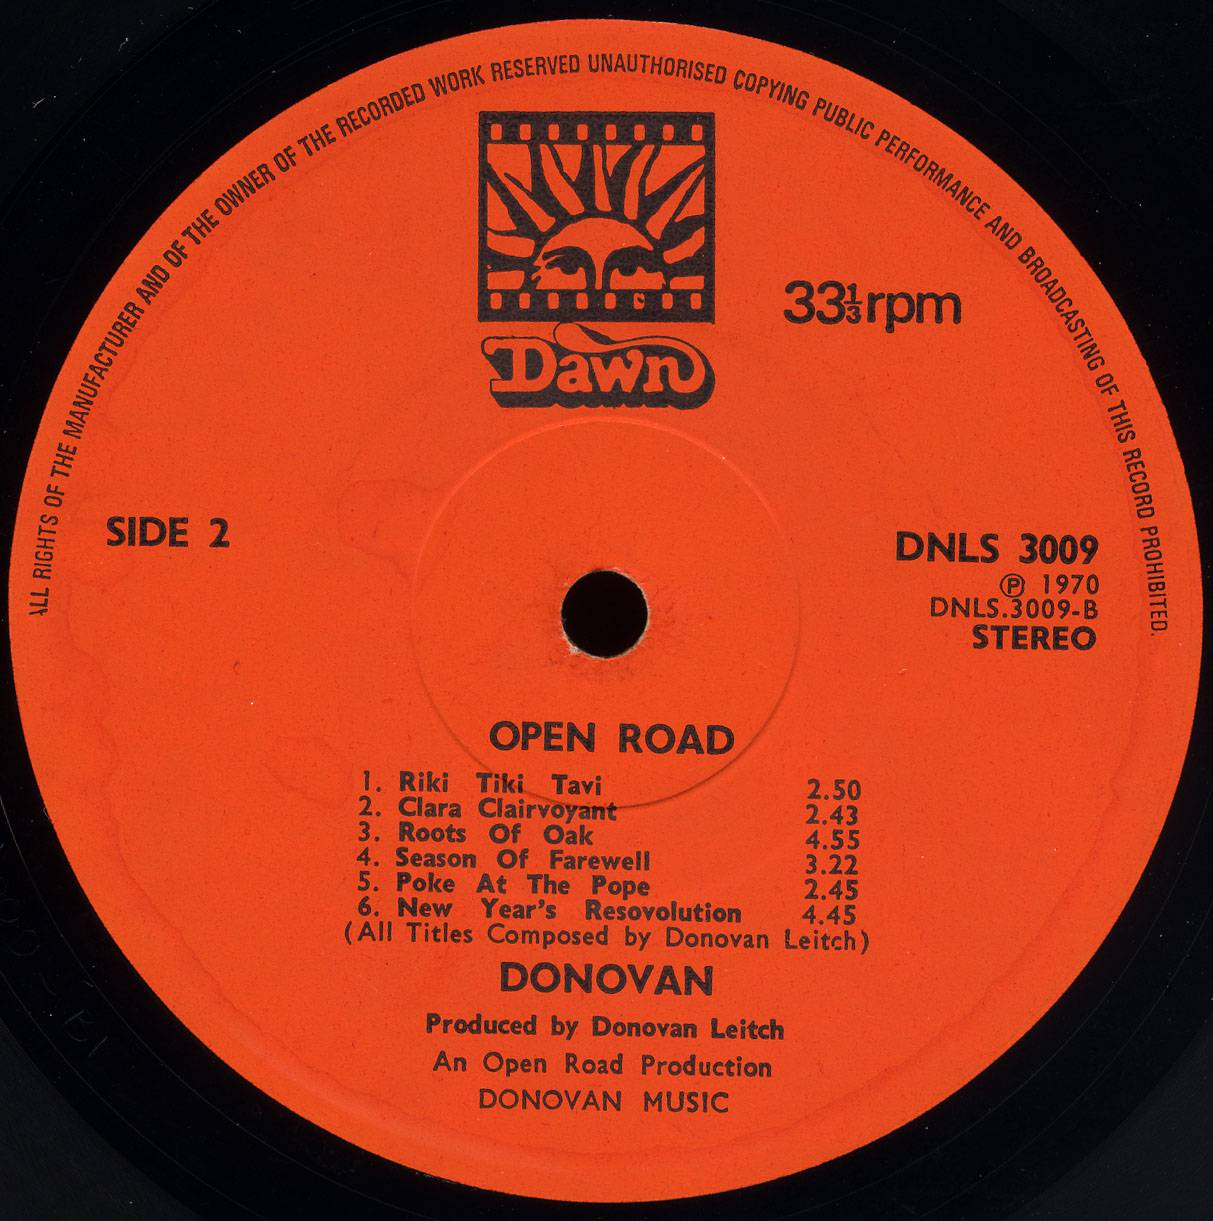 ALL RIGHTS OF THE MANUFACTURER AND OF THE OWNER OF THE RECORDED WORK RESERVED UNAUTHORISED COPYING PUBLIC PERFORMANCE AND BROADCASTING OF THIS RECORD PROHIBITED.
Dawn
33⅓rpm
SIDE 2
DNLS 3009
℗ 1970
DNLS.3009-B
STEREO
OPEN ROAD
1. Riki Tiki Tavi 2.50
2. Clara Clairvoyant 2.43
3. Roots Of Oak 4.55
4. Season Of Farewell 3.22
5. Poke At The Pope 2.45
6. New Year's Resovolution 4.45
(All Titles Composed by Donovan Leitch)
DONOVAN
Produced by Donovan Leitch
An Open Road Production
DONOVAN MUSIC